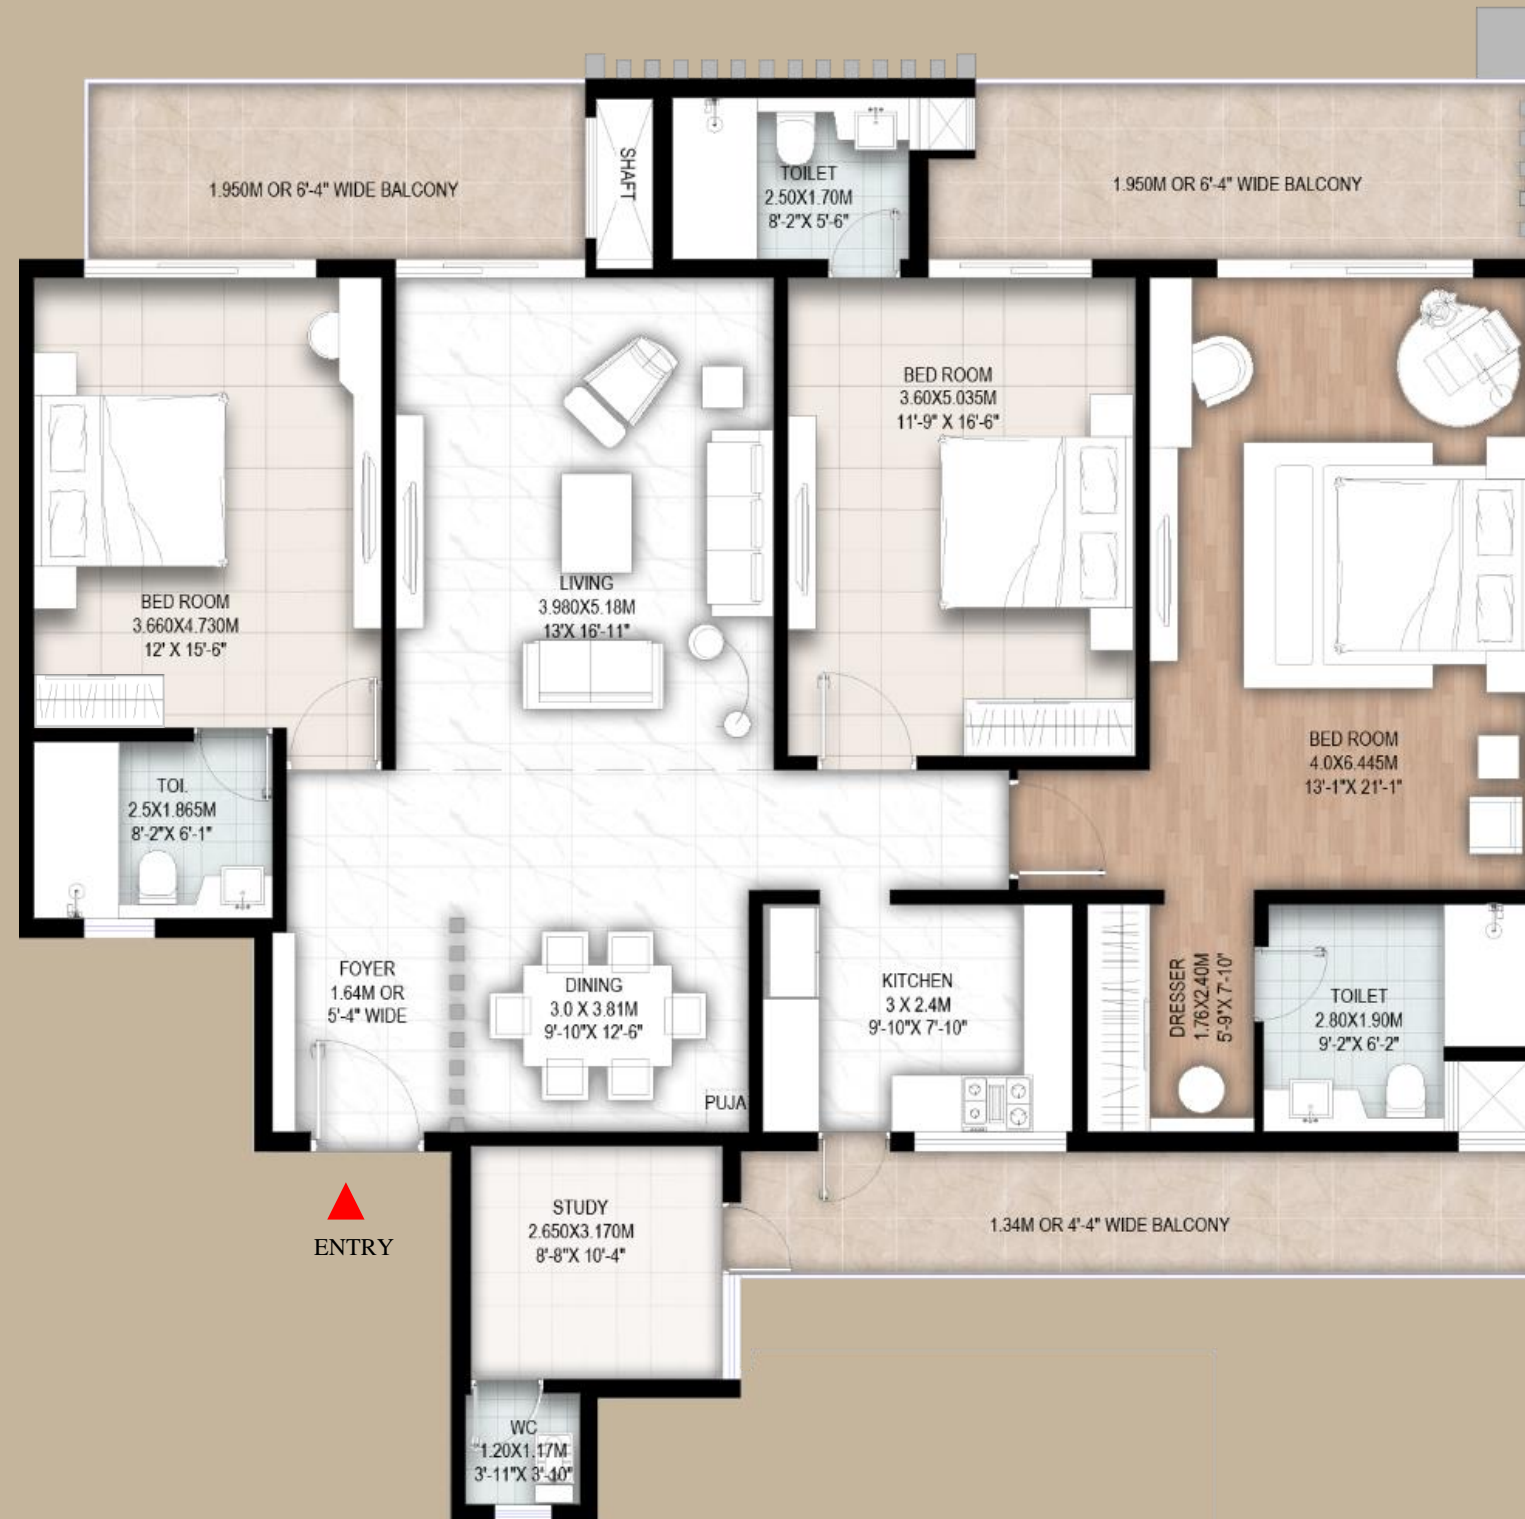 1.950M OR 6'-4" WIDE BALCONY
SHAFT
TOILET
2.50X1.70M
8'-2"X 5'-6"
1.950M OR 6'-4" WIDE BALCONY
BED ROOM
3.660X4.730M
12' X 15'-6"
LIVING
3.980X5.18M
13'X 16'-11"
BED ROOM
3.60X5.035M
11'-9" X 16'-6"
BED ROOM
4.0X6.445M
13'-1"X 21'-1"
TOI.
2.5X1.865M
8'-2"X 6'-1"
FOYER
1.64M OR
5'-4" WIDE
DINING
3.0 X 3.81M
9'-10"X 12'-6"
PUJA
KITCHEN
3 X 2.4M
9'-10"X 7'-10"
DRESSER
1.76X2.40M
5'-9"X 7'-10"
TOILET
2.80X1.90M
9'-2"X 6'-2"
ENTRY
STUDY
2.650X3.170M
8'-8"X 10'-4"
1.34M OR 4'-4" WIDE BALCONY
WC
1.20X1.17M
3'-11"X 3'-10"